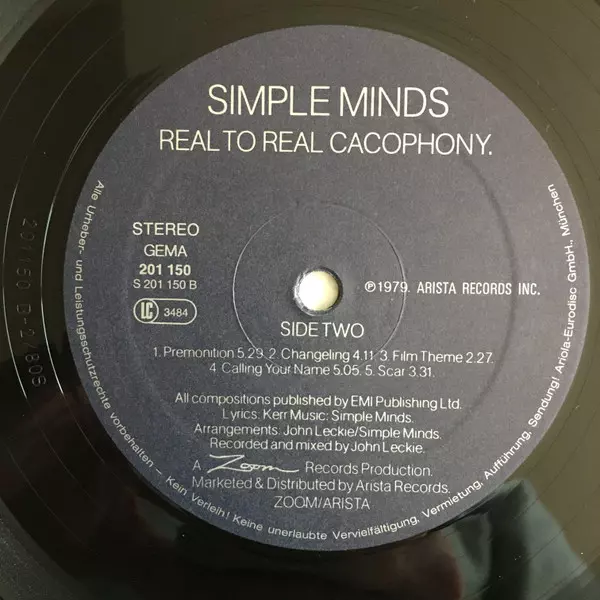 SIMPLE MINDS
REAL TO REAL CACOPHONY.
STEREO
GEMA
201 150
S 201 150 B
LC 3484
℗1979. ARISTA RECORDS INC.
SIDE TWO
1. Premonition 5.29. 2. Changeling 4.11. 3. Film Theme 2.27.
4. Calling Your Name 5.05. 5. Scar 3.31.
All compositions published by EMI Publishing Ltd.
Lyrics: Kerr Music: Simple Minds.
Arrangements: John Leckie/Simple Minds.
Recorded and mixed by John Leckie.
A Zoom Records Production.
Marketed & Distributed by Arista Records.
ZOOM/ARISTA
Alle Urheber- und Leistungsschutzrechte vorbehalten – Kein Verleih! Keine unerlaubte Vervielfältigung, Vermietung, Aufführung, Sendung! Ariola-Eurodisc GmbH., München